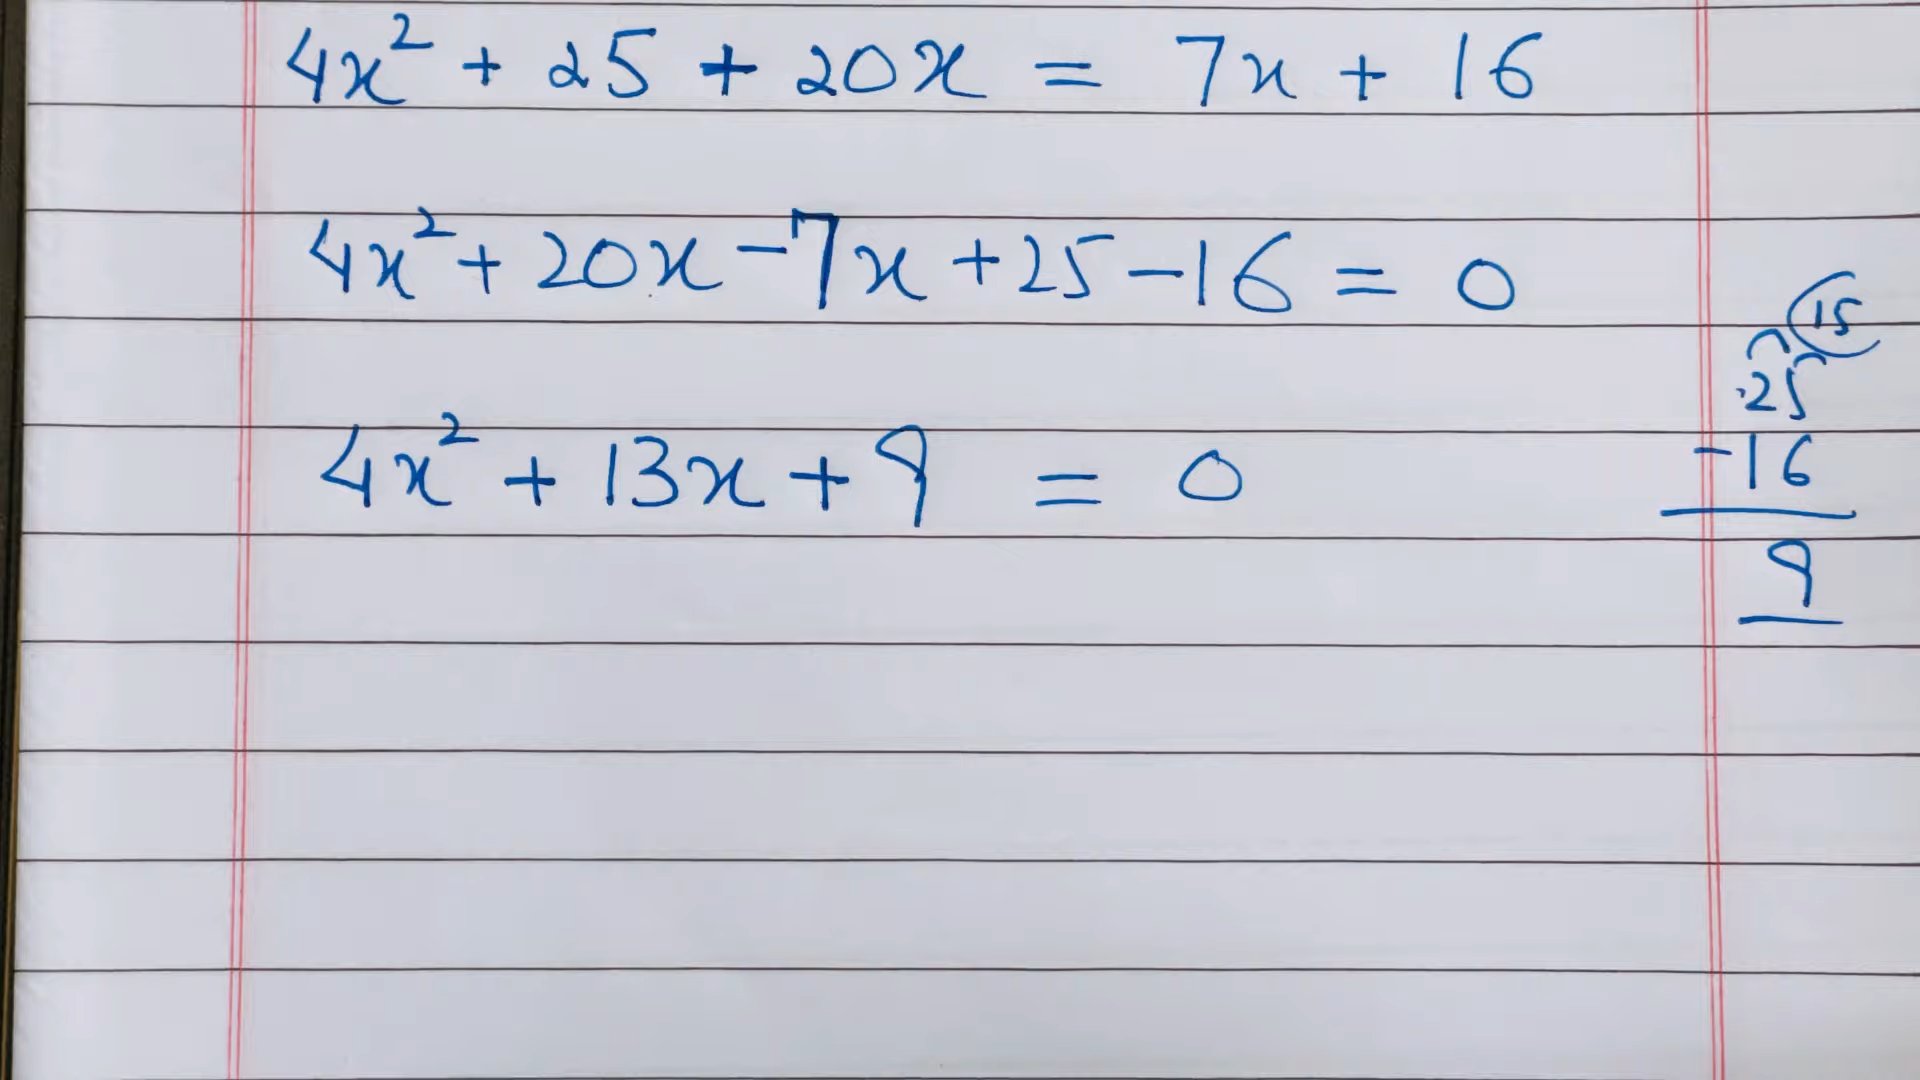 4x² + 25 + 20x = 7x + 16
4x² + 20x - 7x + 25 - 16 = 0
4x² + 13x + 9 = 0
15
25
-16
9